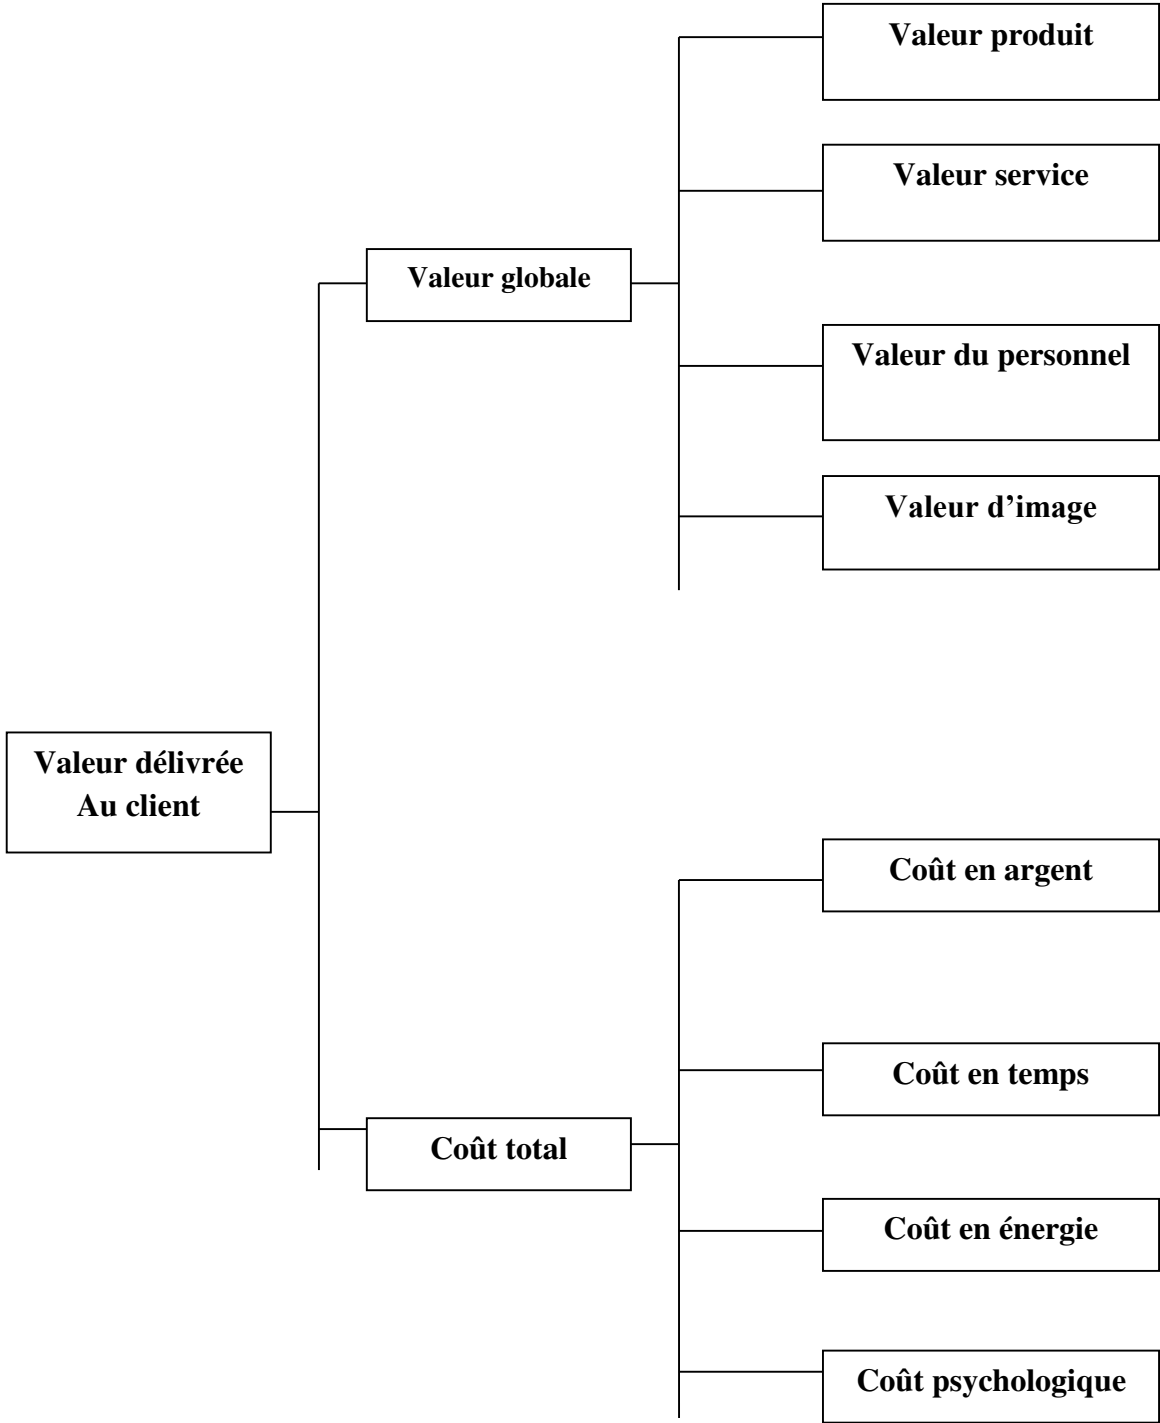 Valeur produit
Valeur service
Valeur globale
Valeur du personnel
Valeur d’image
Valeur délivrée
Au client
Coût en argent
Coût en temps
Coût total
Coût en énergie
Coût psychologique